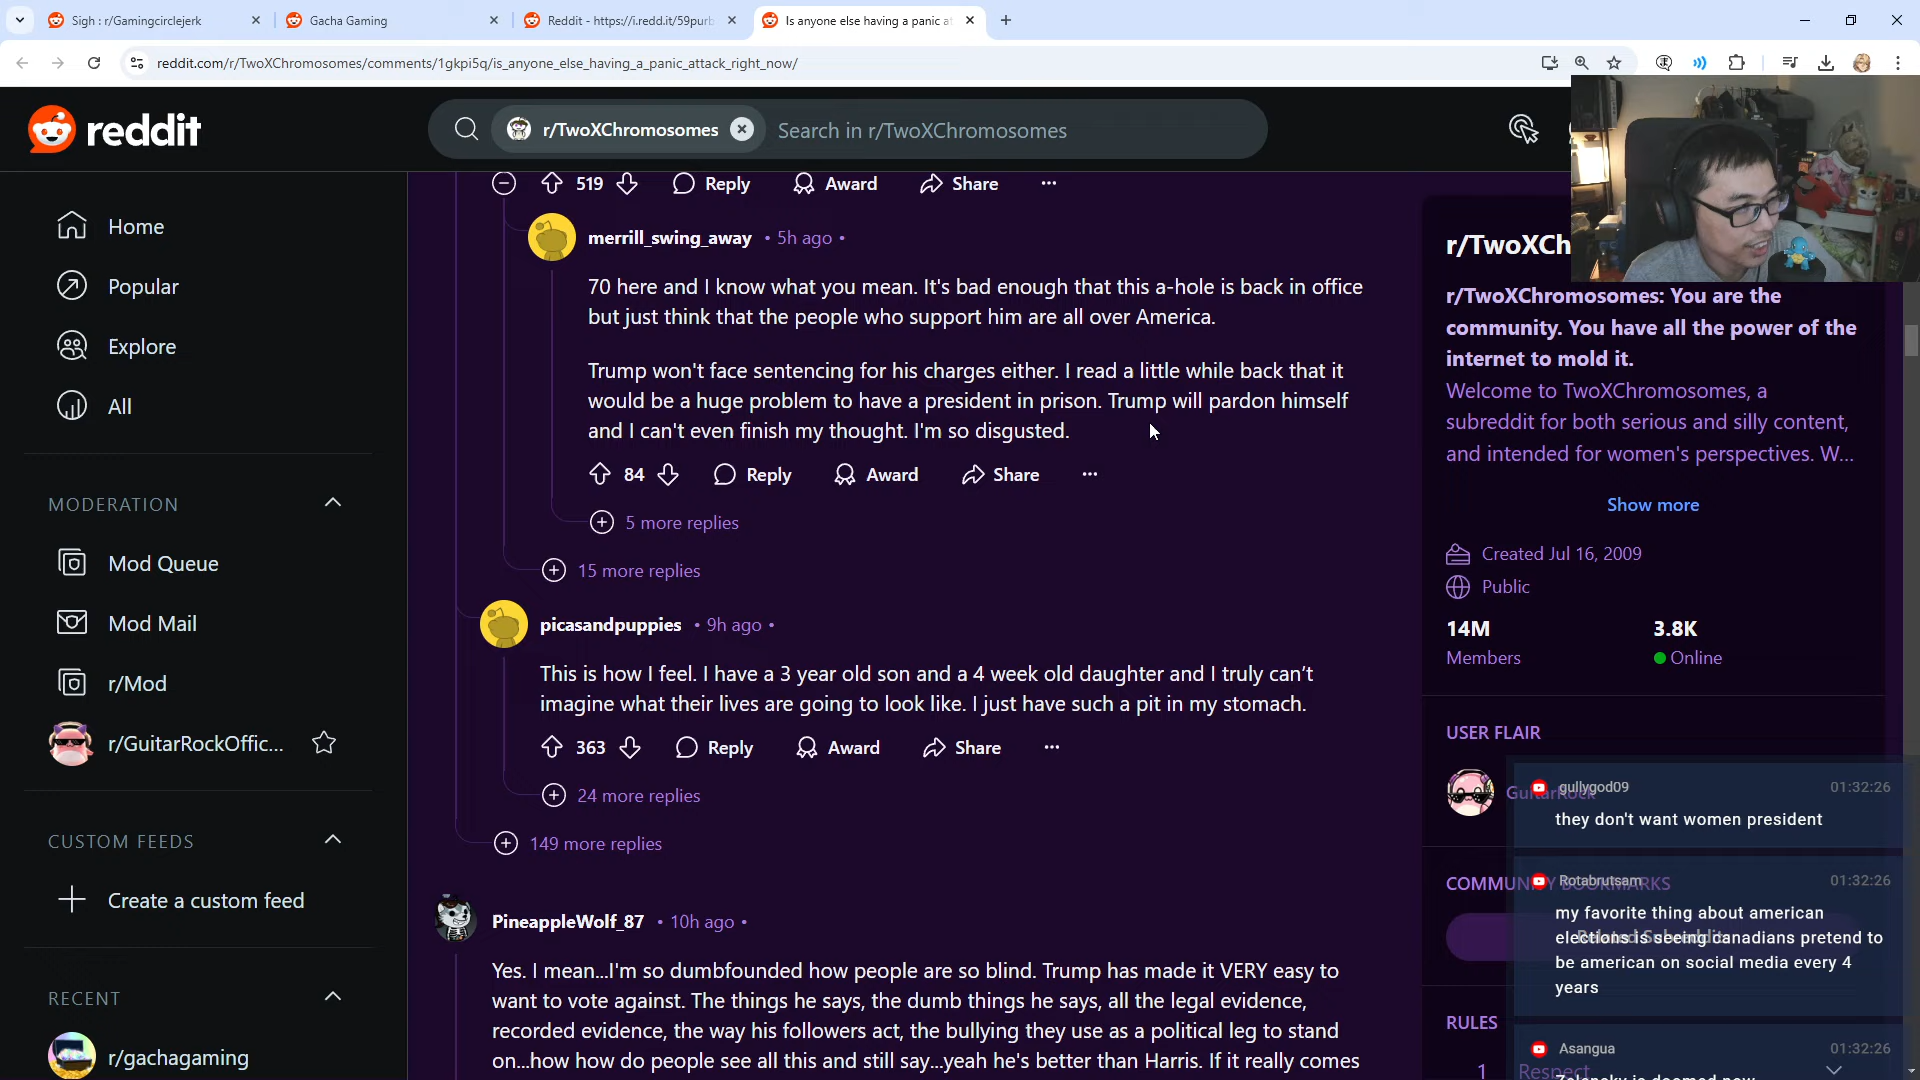 Sigh : r/Gamingcirclejerk
Gacha Gaming
Reddit - https://i.redd.it/59purb
Is anyone else having a panic at
reddit.com/r/TwoXChromosomes/comments/1gkpi5q/is_anyone_else_having_a_panic_attack_right_now/
reddit
r/TwoXChromosomes
Search in r/TwoXChromosomes
Home
Popular
Explore
All
MODERATION
Mod Queue
Mod Mail
r/Mod
r/GuitarRockOffic...
CUSTOM FEEDS
Create a custom feed
RECENT
r/gachagaming
519 Reply Award Share
merrill_swing_away • 5h ago •
70 here and I know what you mean. It's bad enough that this a-hole is back in office
but just think that the people who support him are all over America.
Trump won't face sentencing for his charges either. I read a little while back that it
would be a huge problem to have a president in prison. Trump will pardon himself
and I can't even finish my thought. I'm so disgusted.
84 Reply Award Share
5 more replies
15 more replies
picasandpuppies • 9h ago •
This is how I feel. I have a 3 year old son and a 4 week old daughter and I truly can’t
imagine what their lives are going to look like. I just have such a pit in my stomach.
363 Reply Award Share
24 more replies
149 more replies
PineappleWolf_87 • 10h ago •
Yes. I mean...I'm so dumbfounded how people are so blind. Trump has made it VERY easy to
want to vote against. The things he says, the dumb things he says, all the legal evidence,
recorded evidence, the way his followers act, the bullying they use as a political leg to stand
on...how how do people see all this and still say...yeah he's better than Harris. If it really comes
r/TwoXCh
r/TwoXChromosomes: You are the
community. You have all the power of the
internet to mold it.
Welcome to TwoXChromosomes, a
subreddit for both serious and silly content,
and intended for women's perspectives. W...
Show more
Created Jul 16, 2009
Public
14M
Members
3.8K
Online
USER FLAIR
GuitarRock
gullygod09 01:32:26
they don't want women president
COMMUNITY BOOKMARKS
Related Subreddits
Rotabrutsam 01:32:26
my favorite thing about american
elections is seeing canadians pretend to
be american on social media every 4
years
RULES
1 Respect
Asangua 01:32:26